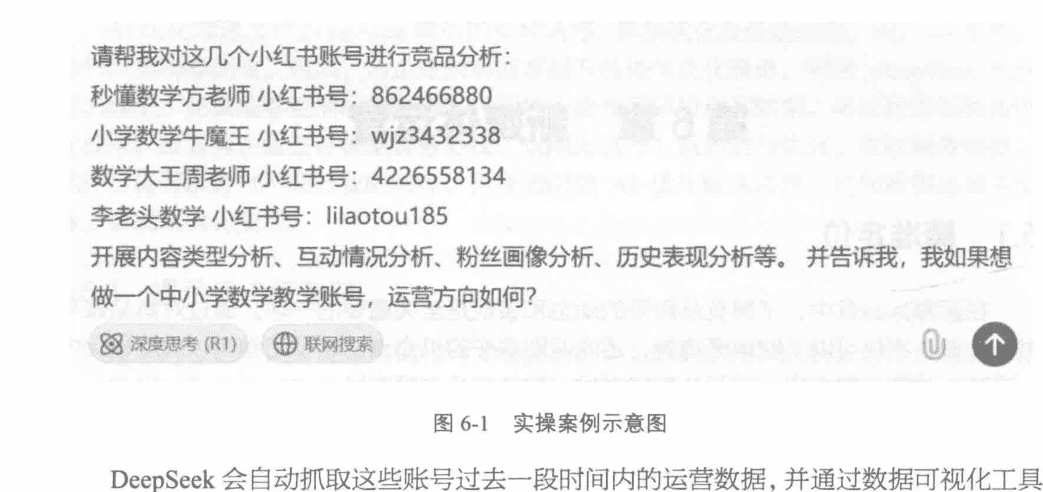 请帮我对这几个小红书账号进行竞品分析：
秒懂数学方老师 小红书号：862466880
小学数学牛魔王 小红书号：wjz3432338
数学大王周老师 小红书号：4226558134
李老头数学 小红书号：lilaotou185
开展内容类型分析、互动情况分析、粉丝画像分析、历史表现分析等。 并告诉我，我如果想
做一个中小学数学教学账号，运营方向如何？
深度思考 (R1) 联网搜索
图 6-1 实操案例示意图
DeepSeek 会自动抓取这些账号过去一段时间内的运营数据，并通过数据可视化工具